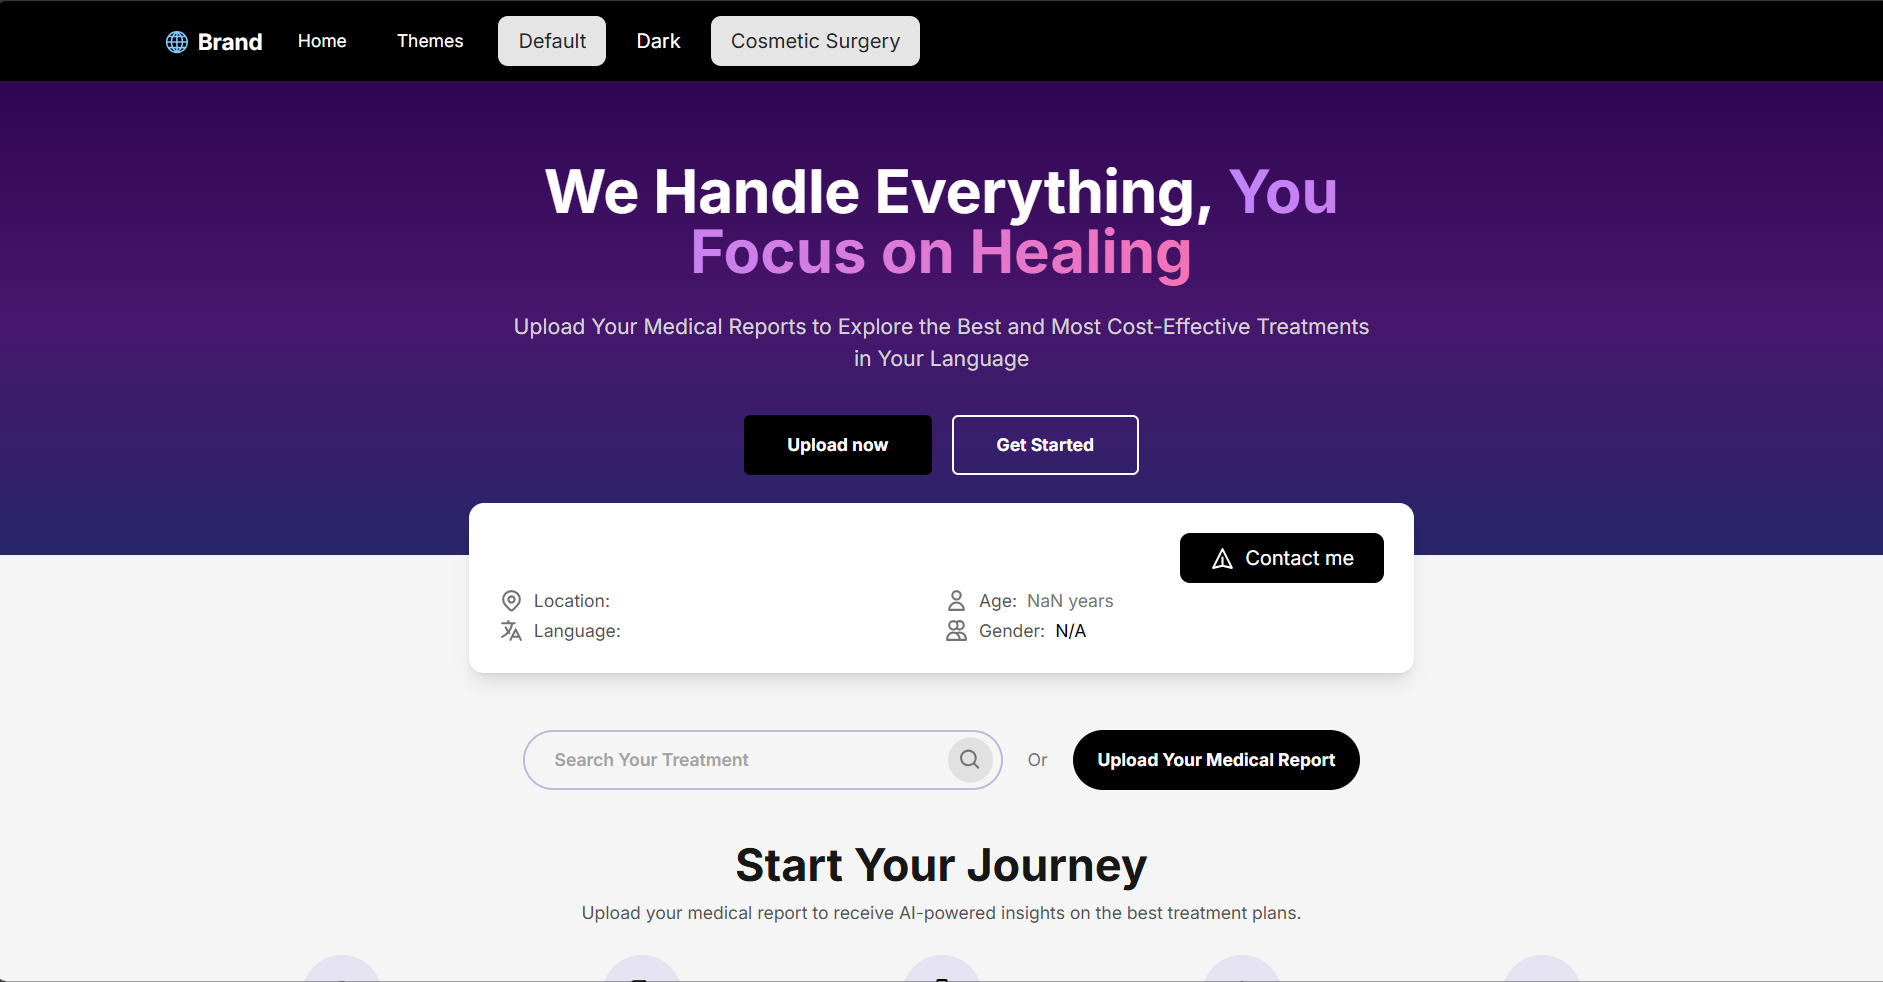 Brand Home Themes Default Dark Cosmetic Surgery
We Handle Everything, You
Focus on Healing
Upload Your Medical Reports to Explore the Best and Most Cost-Effective Treatments
in Your Language
Upload now Get Started
Contact me
Location: Age: NaN years
Language: Gender: N/A
Search Your Treatment Or Upload Your Medical Report
Start Your Journey
Upload your medical report to receive AI-powered insights on the best treatment plans.